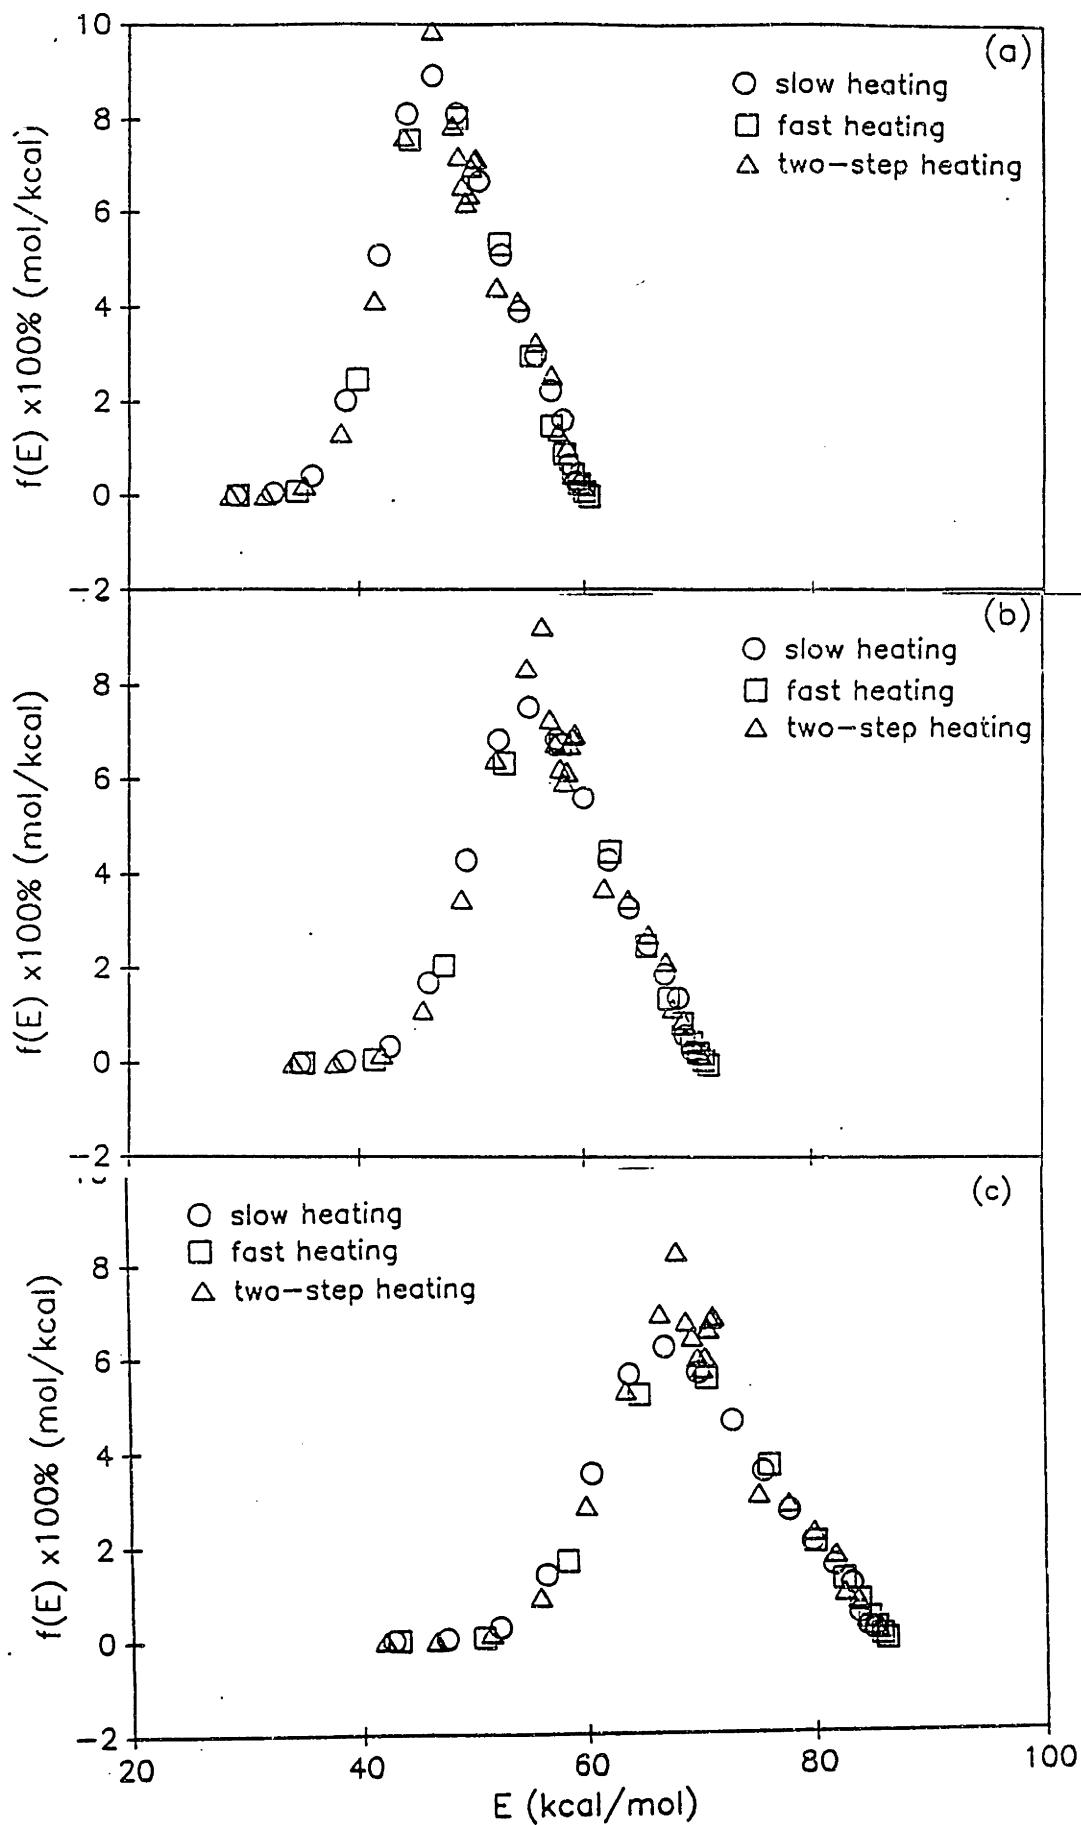 10
(a)
slow heating
fast heating
two-step heating
8
6
4
2
0
-2
f(E) x100% (mol/kcal)
(b)
slow heating
fast heating
two-step heating
8
6
4
2
0
-2
f(E) x100% (mol/kcal)
(c)
slow heating
fast heating
two-step heating
8
6
4
2
0
-2
f(E) x100% (mol/kcal)
20 40 60 80 100
E (kcal/mol)